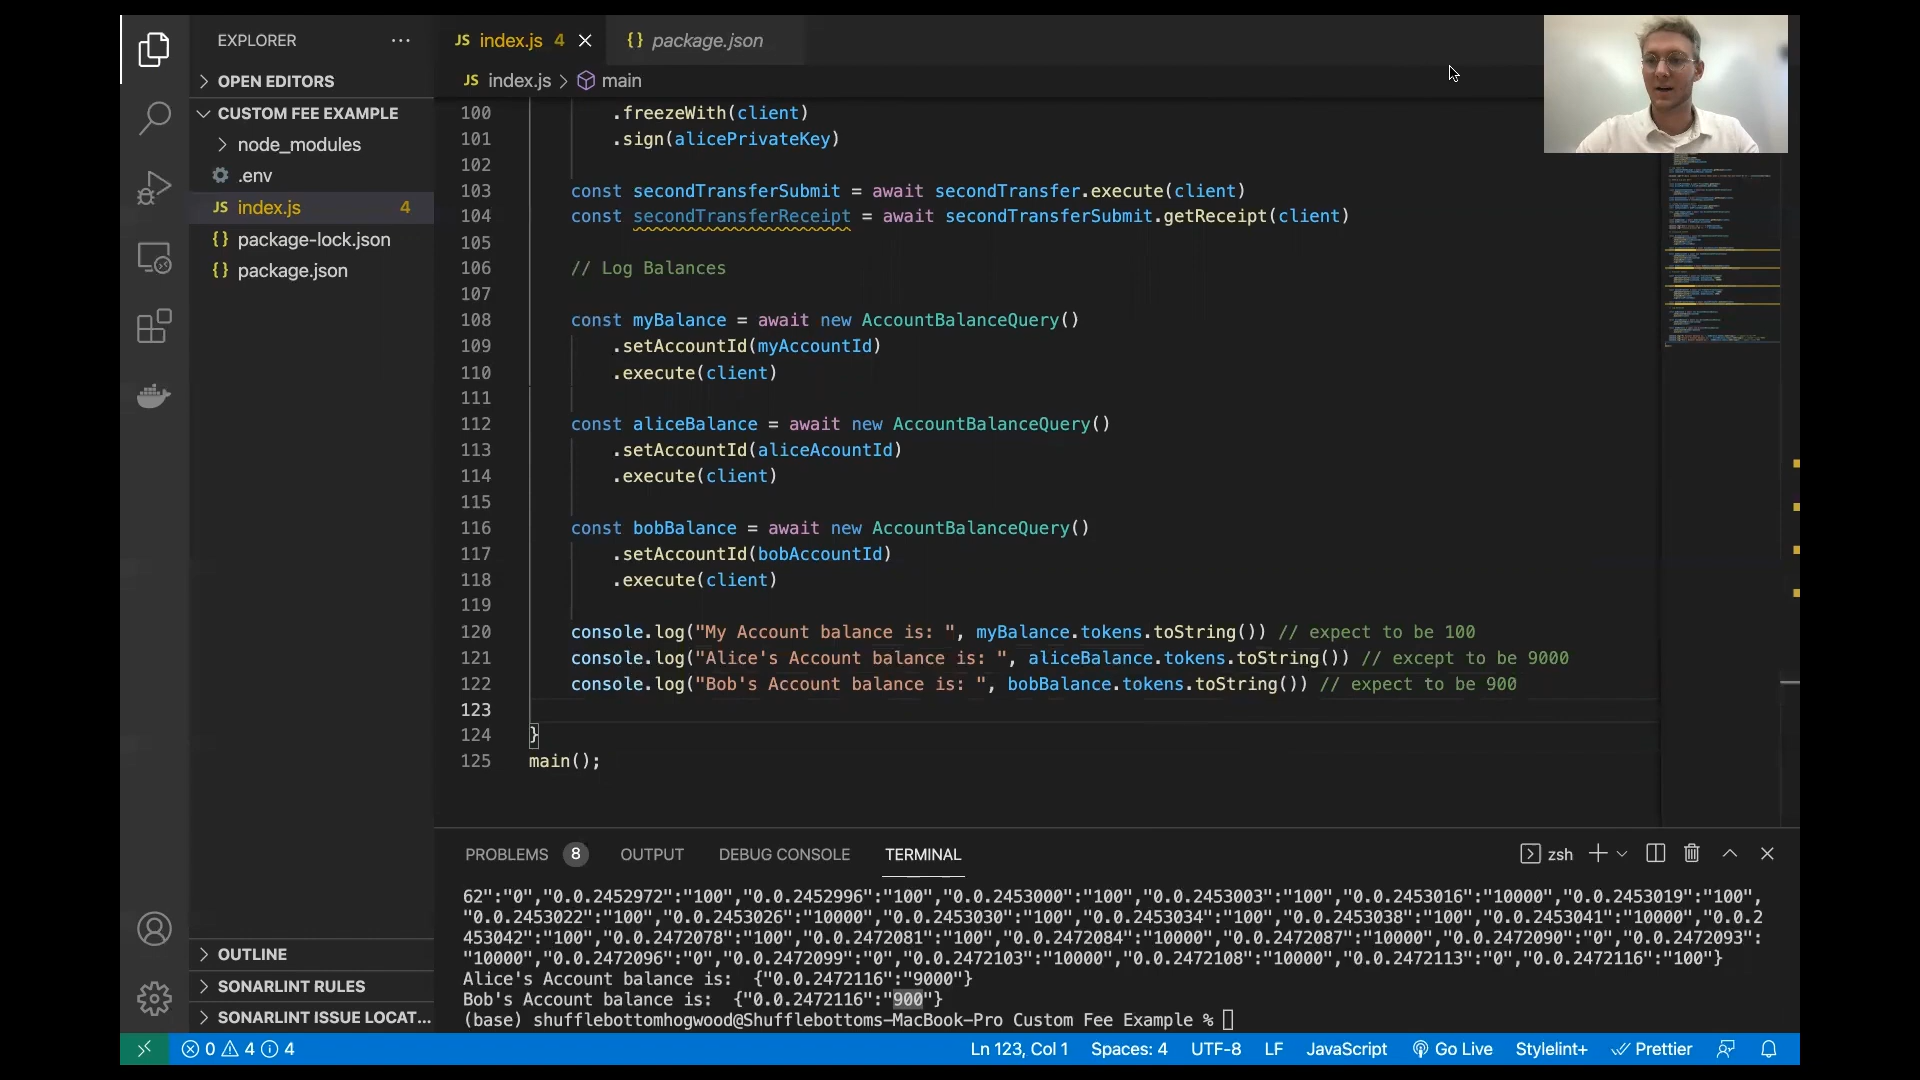 EXPLORER
OPEN EDITORS
CUSTOM FEE EXAMPLE
node_modules
.env
JS index.js 4
{} package-lock.json
{} package.json
OUTLINE
SONARLINT RULES
SONARLINT ISSUE LOCAT...
JS index.js 4 {} package.json
JS index.js > main
100 .freezeWith(client)
101 .sign(alicePrivateKey)
102
103 const secondTransferSubmit = await secondTransfer.execute(client)
104 const secondTransferReceipt = await secondTransferSubmit.getReceipt(client)
105
106 // Log Balances
107
108 const myBalance = await new AccountBalanceQuery()
109 .setAccountId(myAccountId)
110 .execute(client)
111
112 const aliceBalance = await new AccountBalanceQuery()
113 .setAccountId(aliceAcountId)
114 .execute(client)
115
116 const bobBalance = await new AccountBalanceQuery()
117 .setAccountId(bobAccountId)
118 .execute(client)
119
120 console.log("My Account balance is: ", myBalance.tokens.toString()) // expect to be 100
121 console.log("Alice's Account balance is: ", aliceBalance.tokens.toString()) // except to be 9000
122 console.log("Bob's Account balance is: ", bobBalance.tokens.toString()) // expect to be 900
123
124 }
125 main();
PROBLEMS 8 OUTPUT DEBUG CONSOLE TERMINAL zsh
62":"0","0.0.2452972":"100","0.0.2452996":"100","0.0.2453000":"100","0.0.2453003":"100","0.0.2453016":"10000","0.0.2453019":"100",
"0.0.2453022":"100","0.0.2453026":"10000","0.0.2453030":"100","0.0.2453034":"100","0.0.2453038":"100","0.0.2453041":"10000","0.0.2
453042":"100","0.0.2472078":"100","0.0.2472081":"100","0.0.2472084":"10000","0.0.2472087":"10000","0.0.2472090":"0","0.0.2472093":
"10000","0.0.2472096":"0","0.0.2472099":"0","0.0.2472103":"10000","0.0.2472108":"10000","0.0.2472113":"0","0.0.2472116":"100"}
Alice's Account balance is: {"0.0.2472116":"9000"}
Bob's Account balance is: {"0.0.2472116":"900"}
(base) shufflebottomhogwood@Shufflebottoms-MacBook-Pro Custom Fee Example %
0 4 4 Ln 123, Col 1 Spaces: 4 UTF-8 LF JavaScript Go Live Stylelint+ Prettier